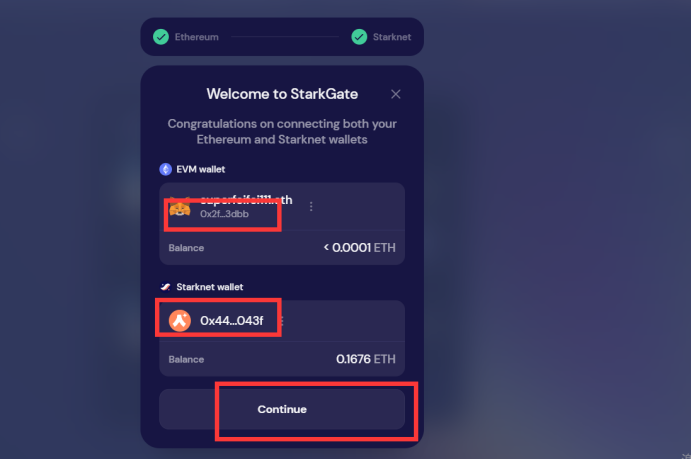 Ethereum
Starknet
Welcome to StarkGate
Congratulations on connecting both your
Ethereum and Starknet wallets
EVM wallet
superfeifei111.eth
0x2f...3dbb
Balance
< 0.0001 ETH
Starknet wallet
0x44...043f
Balance
0.1676 ETH
Continue